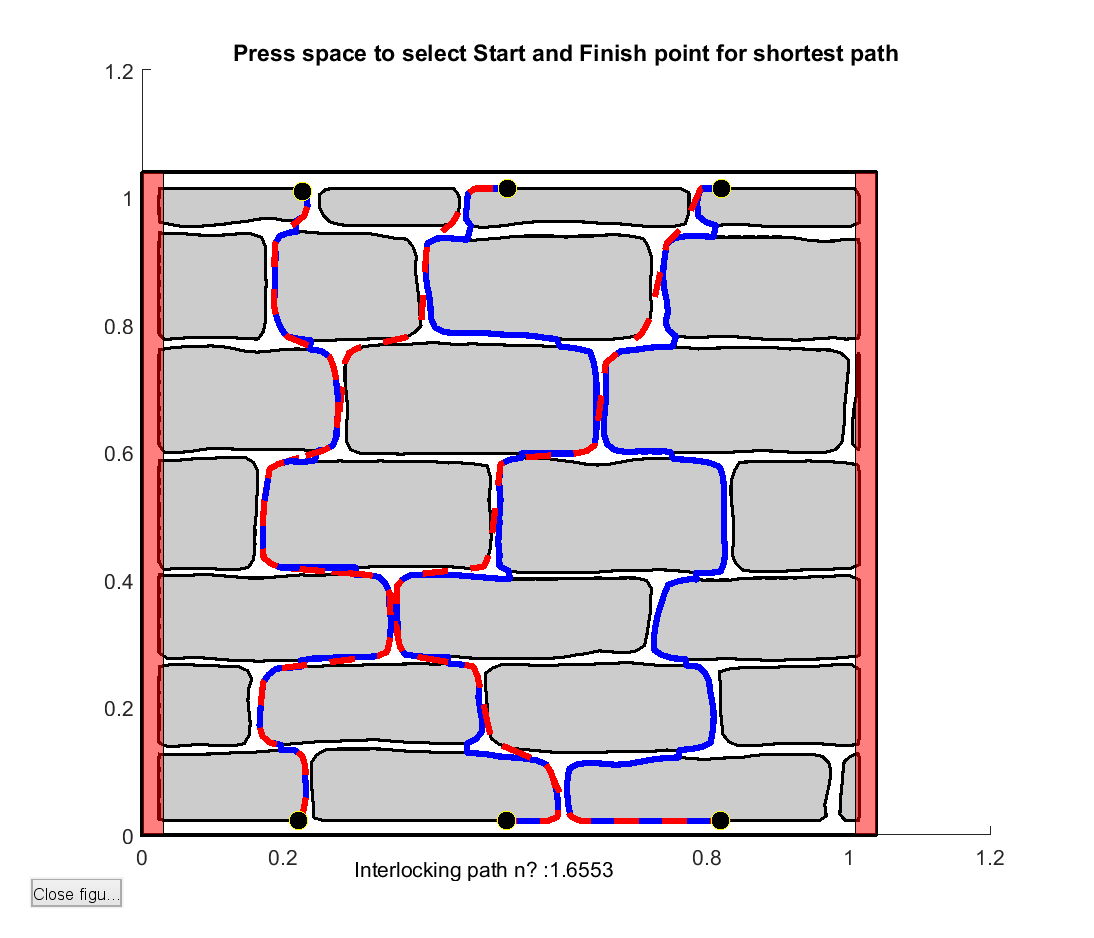 Press space to select Start and Finish point for shortest path
1.2
1
0.8
0.6
0.4
0.2
0
0 0.2 0.8 1 1.2
Interlocking path n? :1.6553
Close figu...